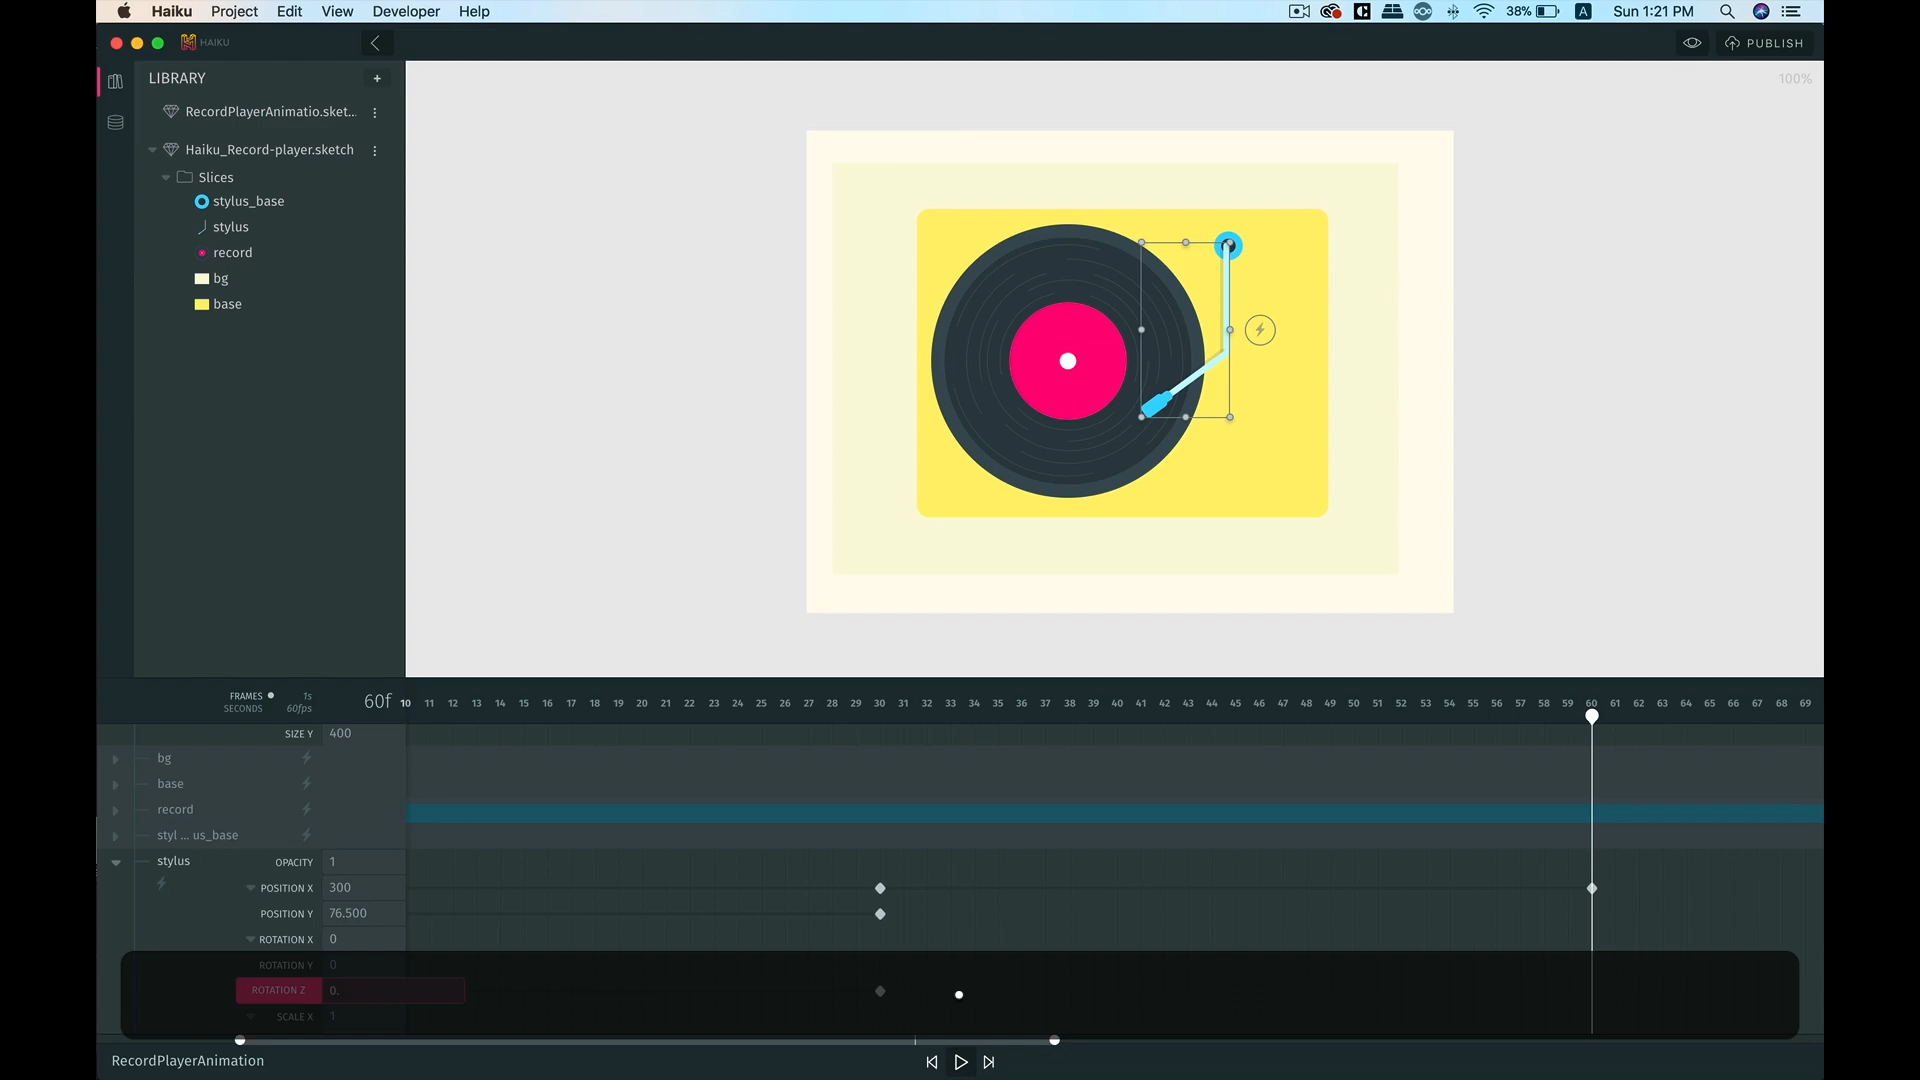 Haiku Project Edit View Developer Help
38% A Sun 1:21 PM
HAIKU
PUBLISH
LIBRARY +
100%
RecordPlayerAnimatio.sket...
Haiku_Record-player.sketch
Slices
stylus_base
stylus
record
bg
base
FRAMES 1s
SECONDS 60fps
60f
10 11 12 13 14 15 16 17 18 19 20 21 22 23 24 25 26 27 28 29 30 31 32 33 34 35 36 37 38 39 40 41 42 43 44 45 46 47 48 49 50 51 52 53 54 55 56 57 58 59 60 61 62 63 64 65 66 67 68 69
SIZE Y 400
bg
base
record
styl ... us_base
stylus OPACITY 1
POSITION X 300
POSITION Y 76.500
ROTATION X 0
ROTATION Y 0
ROTATION Z 0.
SCALE X 1
RecordPlayerAnimation